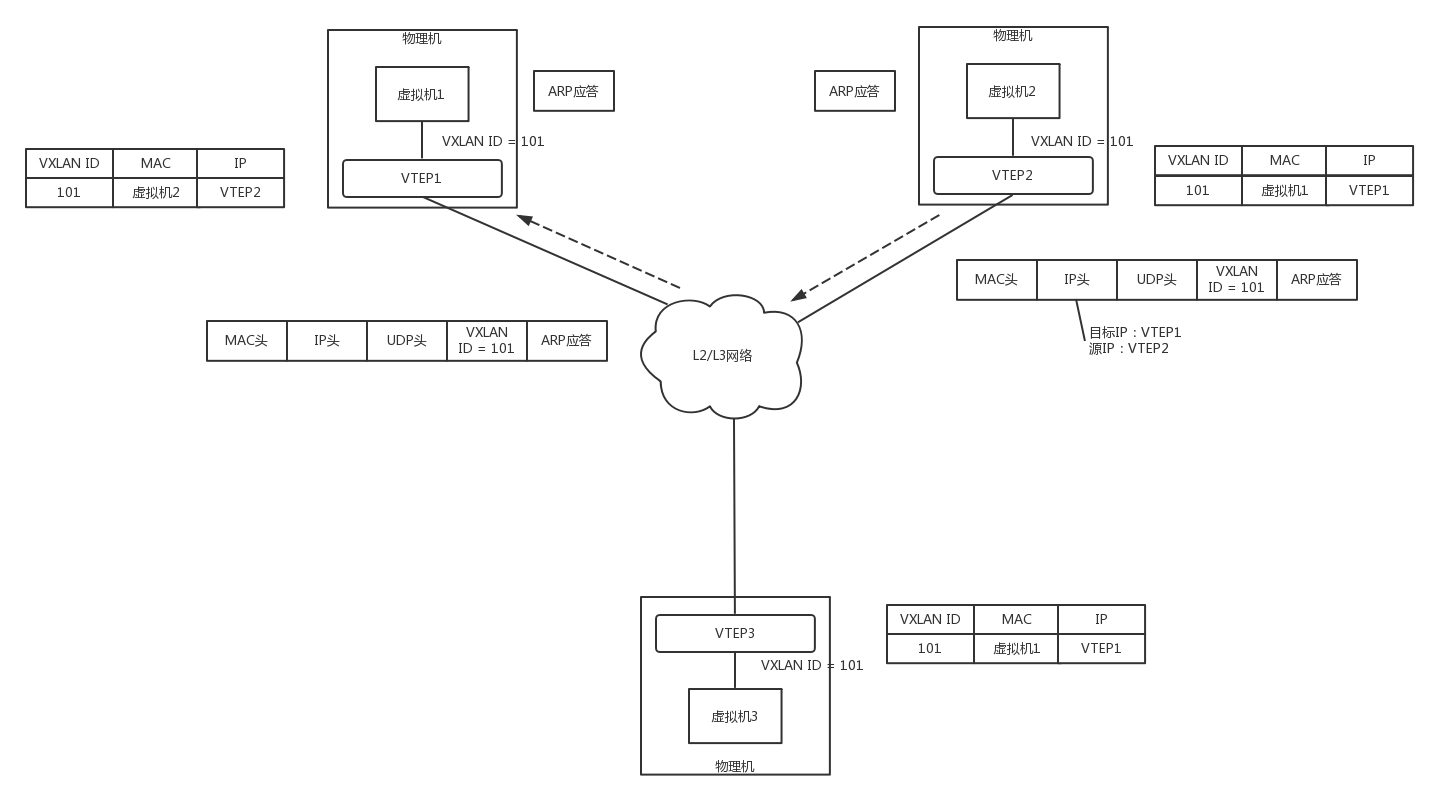 物理机
物理机
虚拟机1
ARP应答
ARP应答
虚拟机2
VXLAN ID = 101
VXLAN ID = 101
VXLAN ID MAC IP
101 虚拟机2 VTEP2
VTEP1
VTEP2
VXLAN ID MAC IP
101 虚拟机1 VTEP1
MAC头 IP头 UDP头 VXLAN
ID = 101 ARP应答
目标IP：VTEP1
源IP：VTEP2
MAC头 IP头 UDP头 VXLAN
ID = 101 ARP应答
L2/L3网络
VTEP3
VXLAN ID = 101
虚拟机3
物理机
VXLAN ID MAC IP
101 虚拟机1 VTEP1